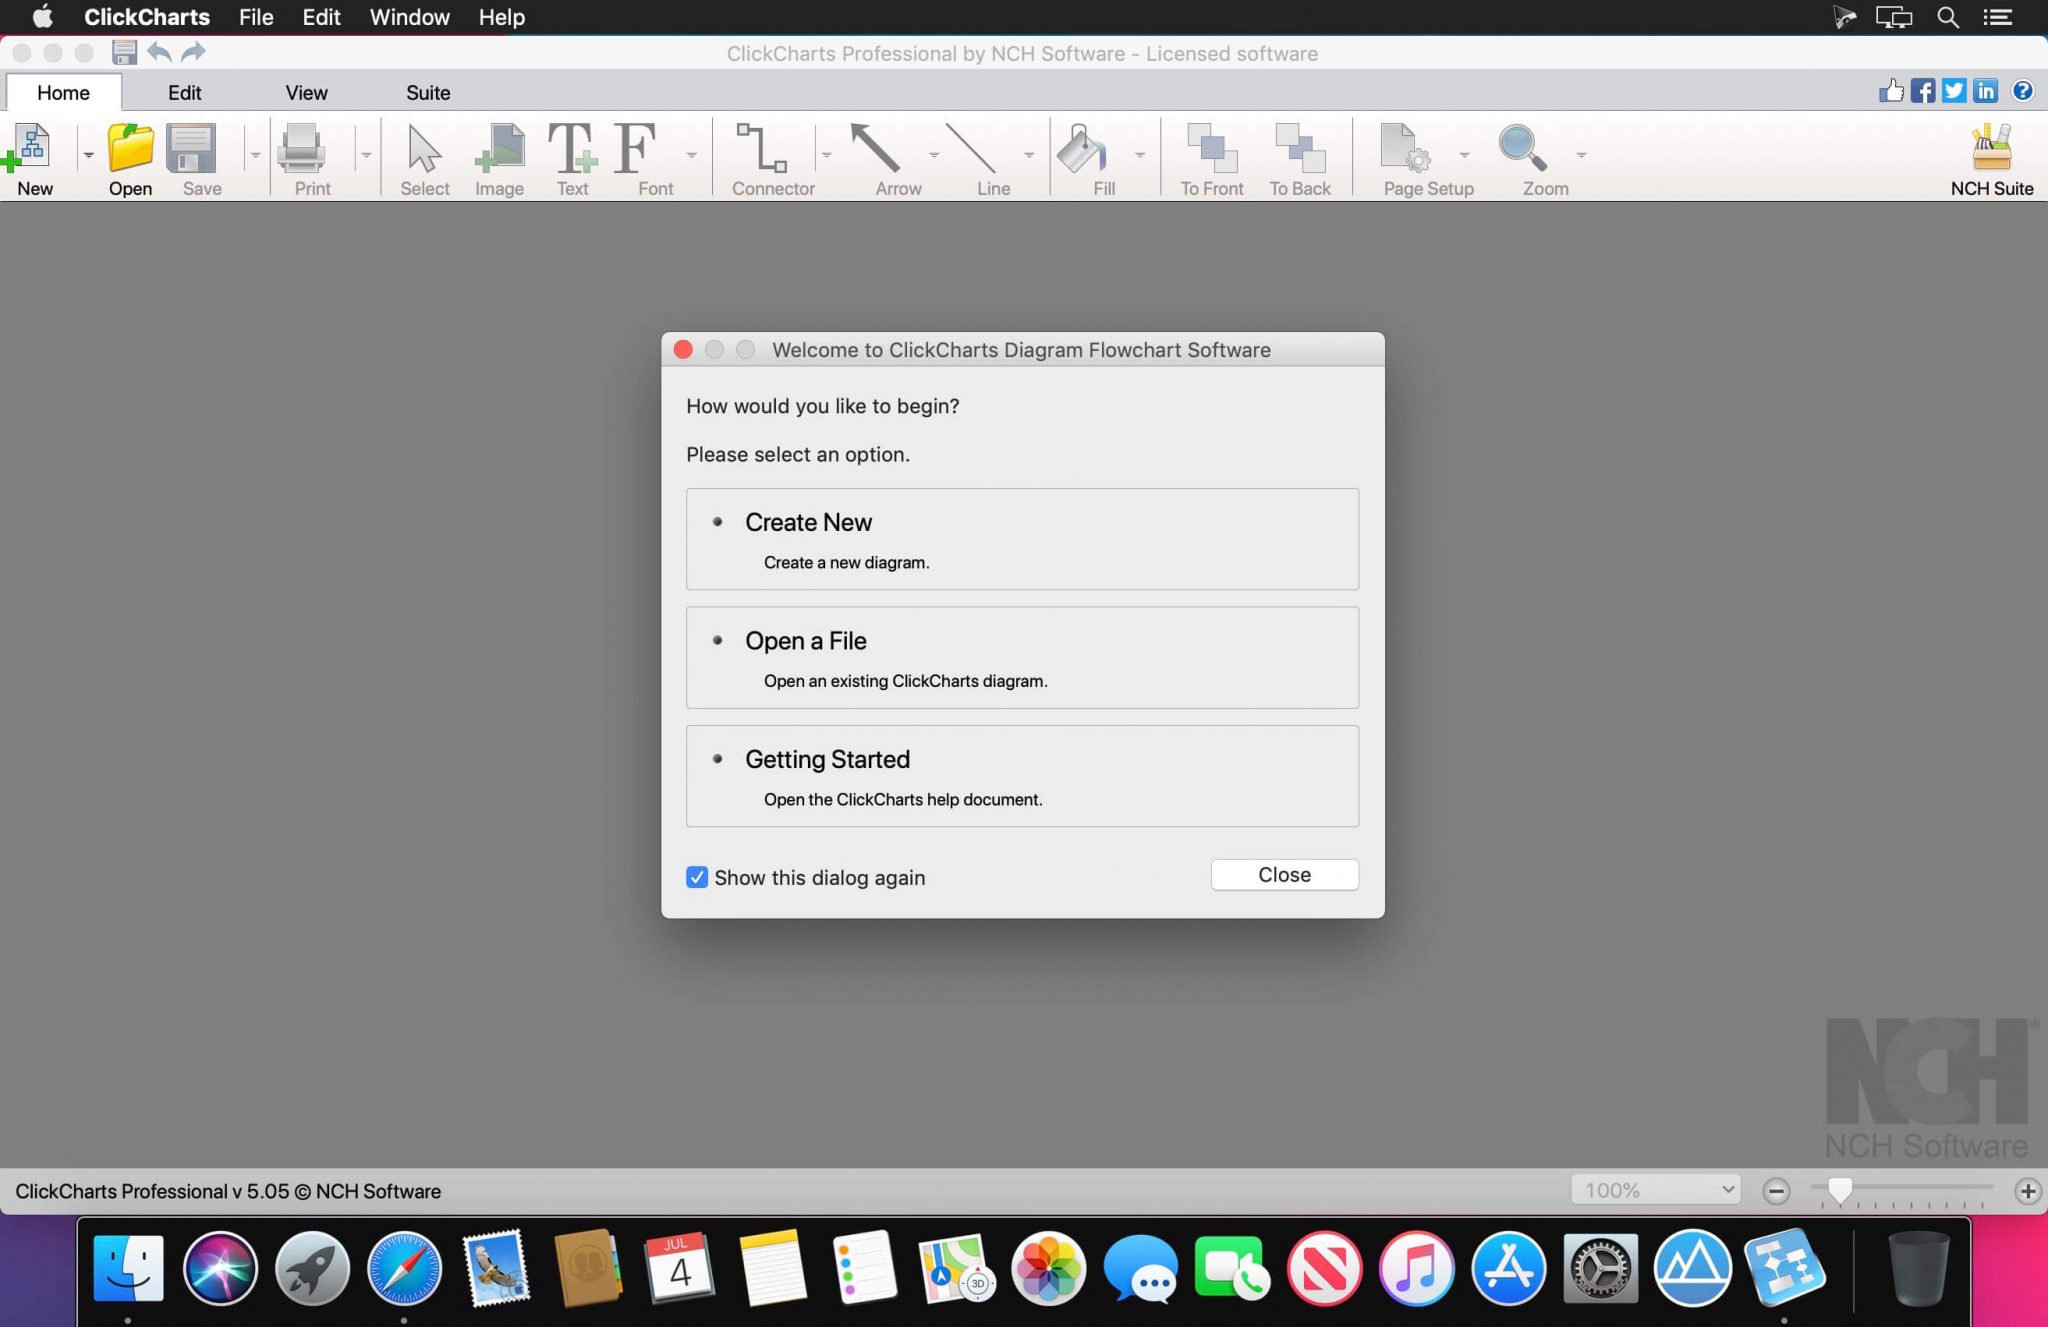 ClickCharts File Edit Window Help
ClickCharts Professional by NCH Software - Licensed software
Home Edit View Suite
New Open Save Print Select Image Text Font Connector Arrow Line Fill To Front To Back Page Setup Zoom NCH Suite
Welcome to ClickCharts Diagram Flowchart Software
How would you like to begin?
Please select an option.
Create New
Create a new diagram.
Open a File
Open an existing ClickCharts diagram.
Getting Started
Open the ClickCharts help document.
Show this dialog again
Close
NCH®
NCH Software
ClickCharts Professional v 5.05 © NCH Software
100%
JUL
4
3D